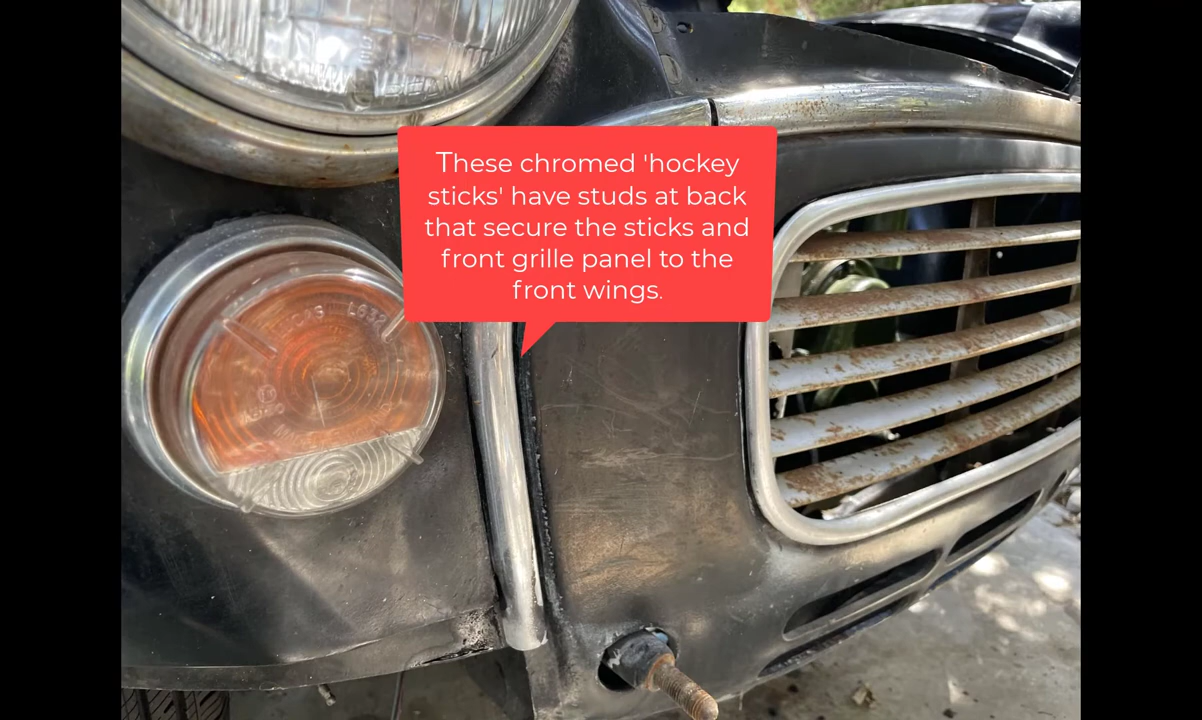 These chromed 'hockey
sticks' have studs at back
that secure the sticks and
front grille panel to the
front wings.